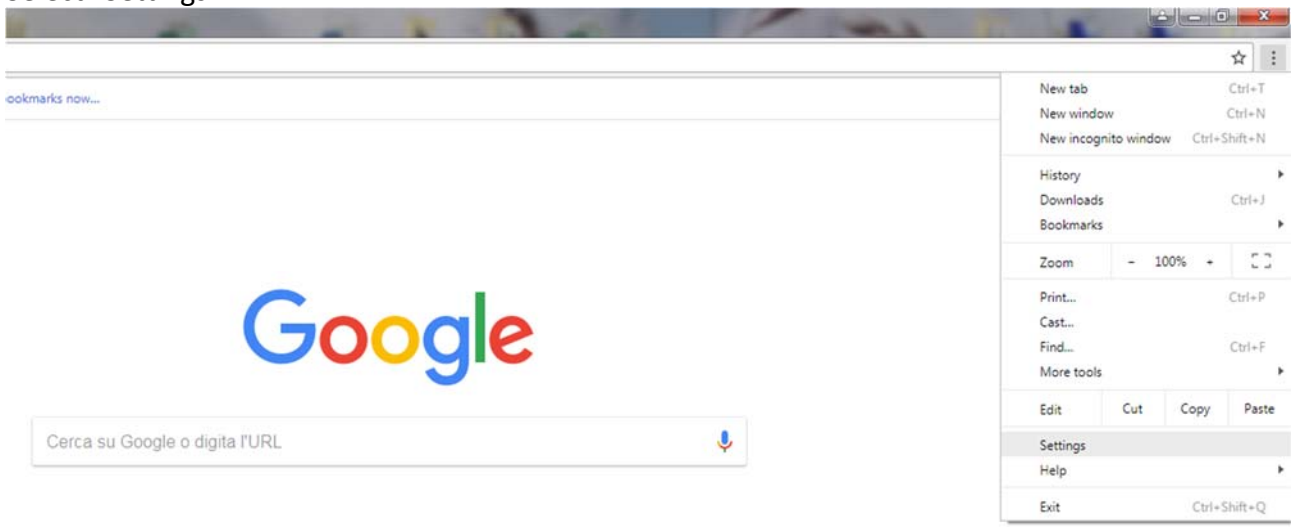 ookmarks now...
New tab Ctrl+T
New window Ctrl+N
New incognito window Ctrl+Shift+N
History
Downloads Ctrl+J
Bookmarks
Zoom - 100% +
Print... Ctrl+P
Cast...
Find... Ctrl+F
More tools
Edit Cut Copy Paste
Settings
Help
Exit Ctrl+Shift+Q
Google
Cerca su Google o digita l'URL